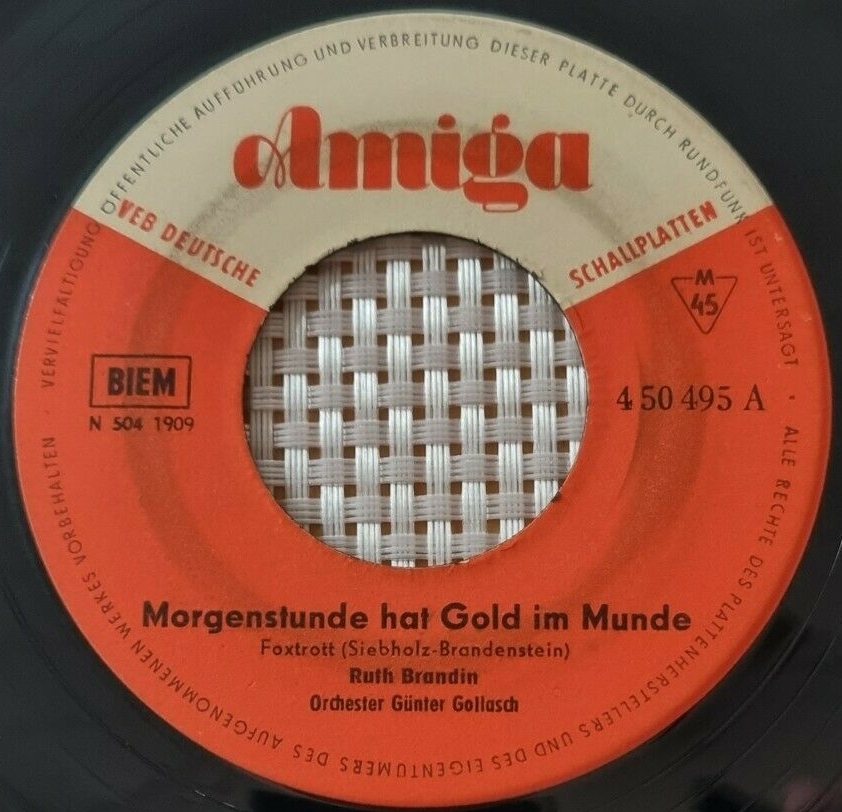 Amiga
VEB DEUTSCHE
SCHALLPLATTEN
M
45
BIEM
N 504 1909
4 50 495 A
Morgenstunde hat Gold im Munde
Foxtrott (Siebholz-Brandenstein)
Ruth Brandin
Orchester Günter Gollasch
ALLE RECHTE DES PLATTENHERSTELLERS UND DES EIGENTÜMERS DES AUFGENOMMENEN WERKES VORBEHALTEN · VERVIELFÄLTIGUNG ÖFFENTLICHE AUFFÜHRUNG UND VERBREITUNG DIESER PLATTE DURCH RUNDFUNK IST UNTERSAGT ·